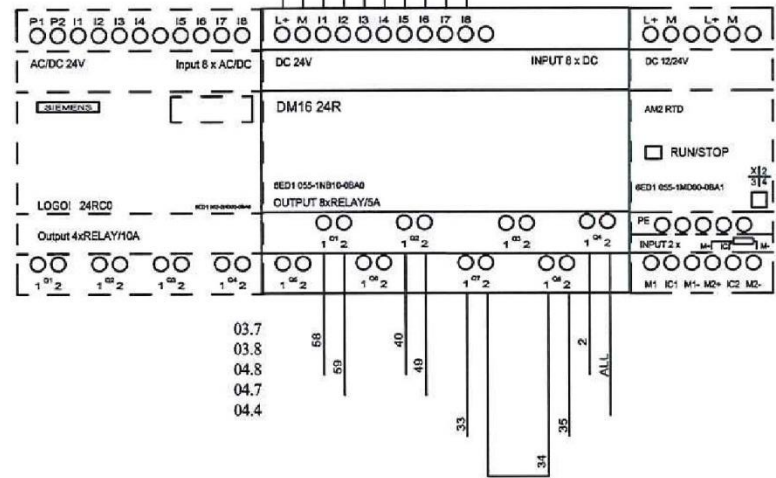 P1 P2 I1 I2 I3 I4 I5 I6 I7 I8
L+ M I1 I2 I3 I4 I5 I6 I7 I8
L+ M L+ M
AC/DC 24V Input 8 x AC/DC
DC 24V INPUT 8 x DC
DC 12/24V
SIEMENS
DM16 24R
AM2 RTD
RUN/STOP
X 2
3 4
6ED1 055-1NB10-0BA0
6ED1 055-1MD00-0BA1
LOGO! 24RC0
OUTPUT 8xRELAY/5A
PE
Output 4xRELAY/10A
1 Q1 2 1 Q2 2 1 Q3 2 1 Q4 2
INPUT 2 x M+ IC M-
1 Q1 2 1 Q2 2 1 Q3 2 1 Q4 2
1 Q5 2 1 Q6 2 1 Q7 2 1 Q8 2
M1 IC1 M1- M2+ IC2 M2-
03.7
03.8
04.8
04.7
04.4
58
59
40
49
33
34
35
2
ALL